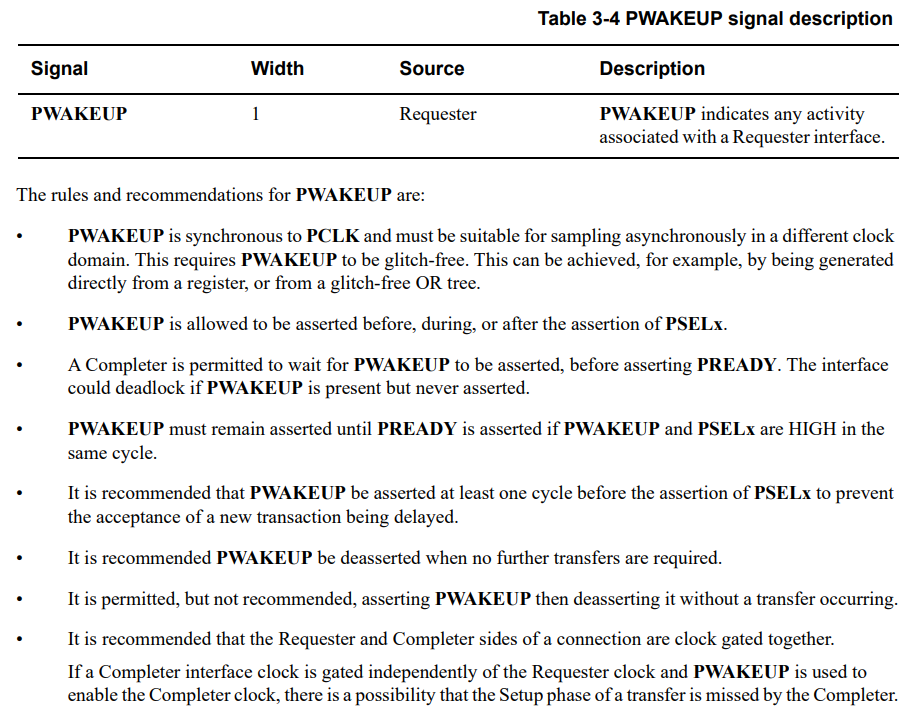 Table 3-4 PWAKEUP signal description
Signal Width Source Description
PWAKEUP 1 Requester PWAKEUP indicates any activity
associated with a Requester interface.
The rules and recommendations for PWAKEUP are:
• PWAKEUP is synchronous to PCLK and must be suitable for sampling asynchronously in a different clock
domain. This requires PWAKEUP to be glitch-free. This can be achieved, for example, by being generated
directly from a register, or from a glitch-free OR tree.
• PWAKEUP is allowed to be asserted before, during, or after the assertion of PSELx.
• A Completer is permitted to wait for PWAKEUP to be asserted, before asserting PREADY. The interface
could deadlock if PWAKEUP is present but never asserted.
• PWAKEUP must remain asserted until PREADY is asserted if PWAKEUP and PSELx are HIGH in the
same cycle.
• It is recommended that PWAKEUP be asserted at least one cycle before the assertion of PSELx to prevent
the acceptance of a new transaction being delayed.
• It is recommended PWAKEUP be deasserted when no further transfers are required.
• It is permitted, but not recommended, asserting PWAKEUP then deasserting it without a transfer occurring.
• It is recommended that the Requester and Completer sides of a connection are clock gated together.
If a Completer interface clock is gated independently of the Requester clock and PWAKEUP is used to
enable the Completer clock, there is a possibility that the Setup phase of a transfer is missed by the Completer.